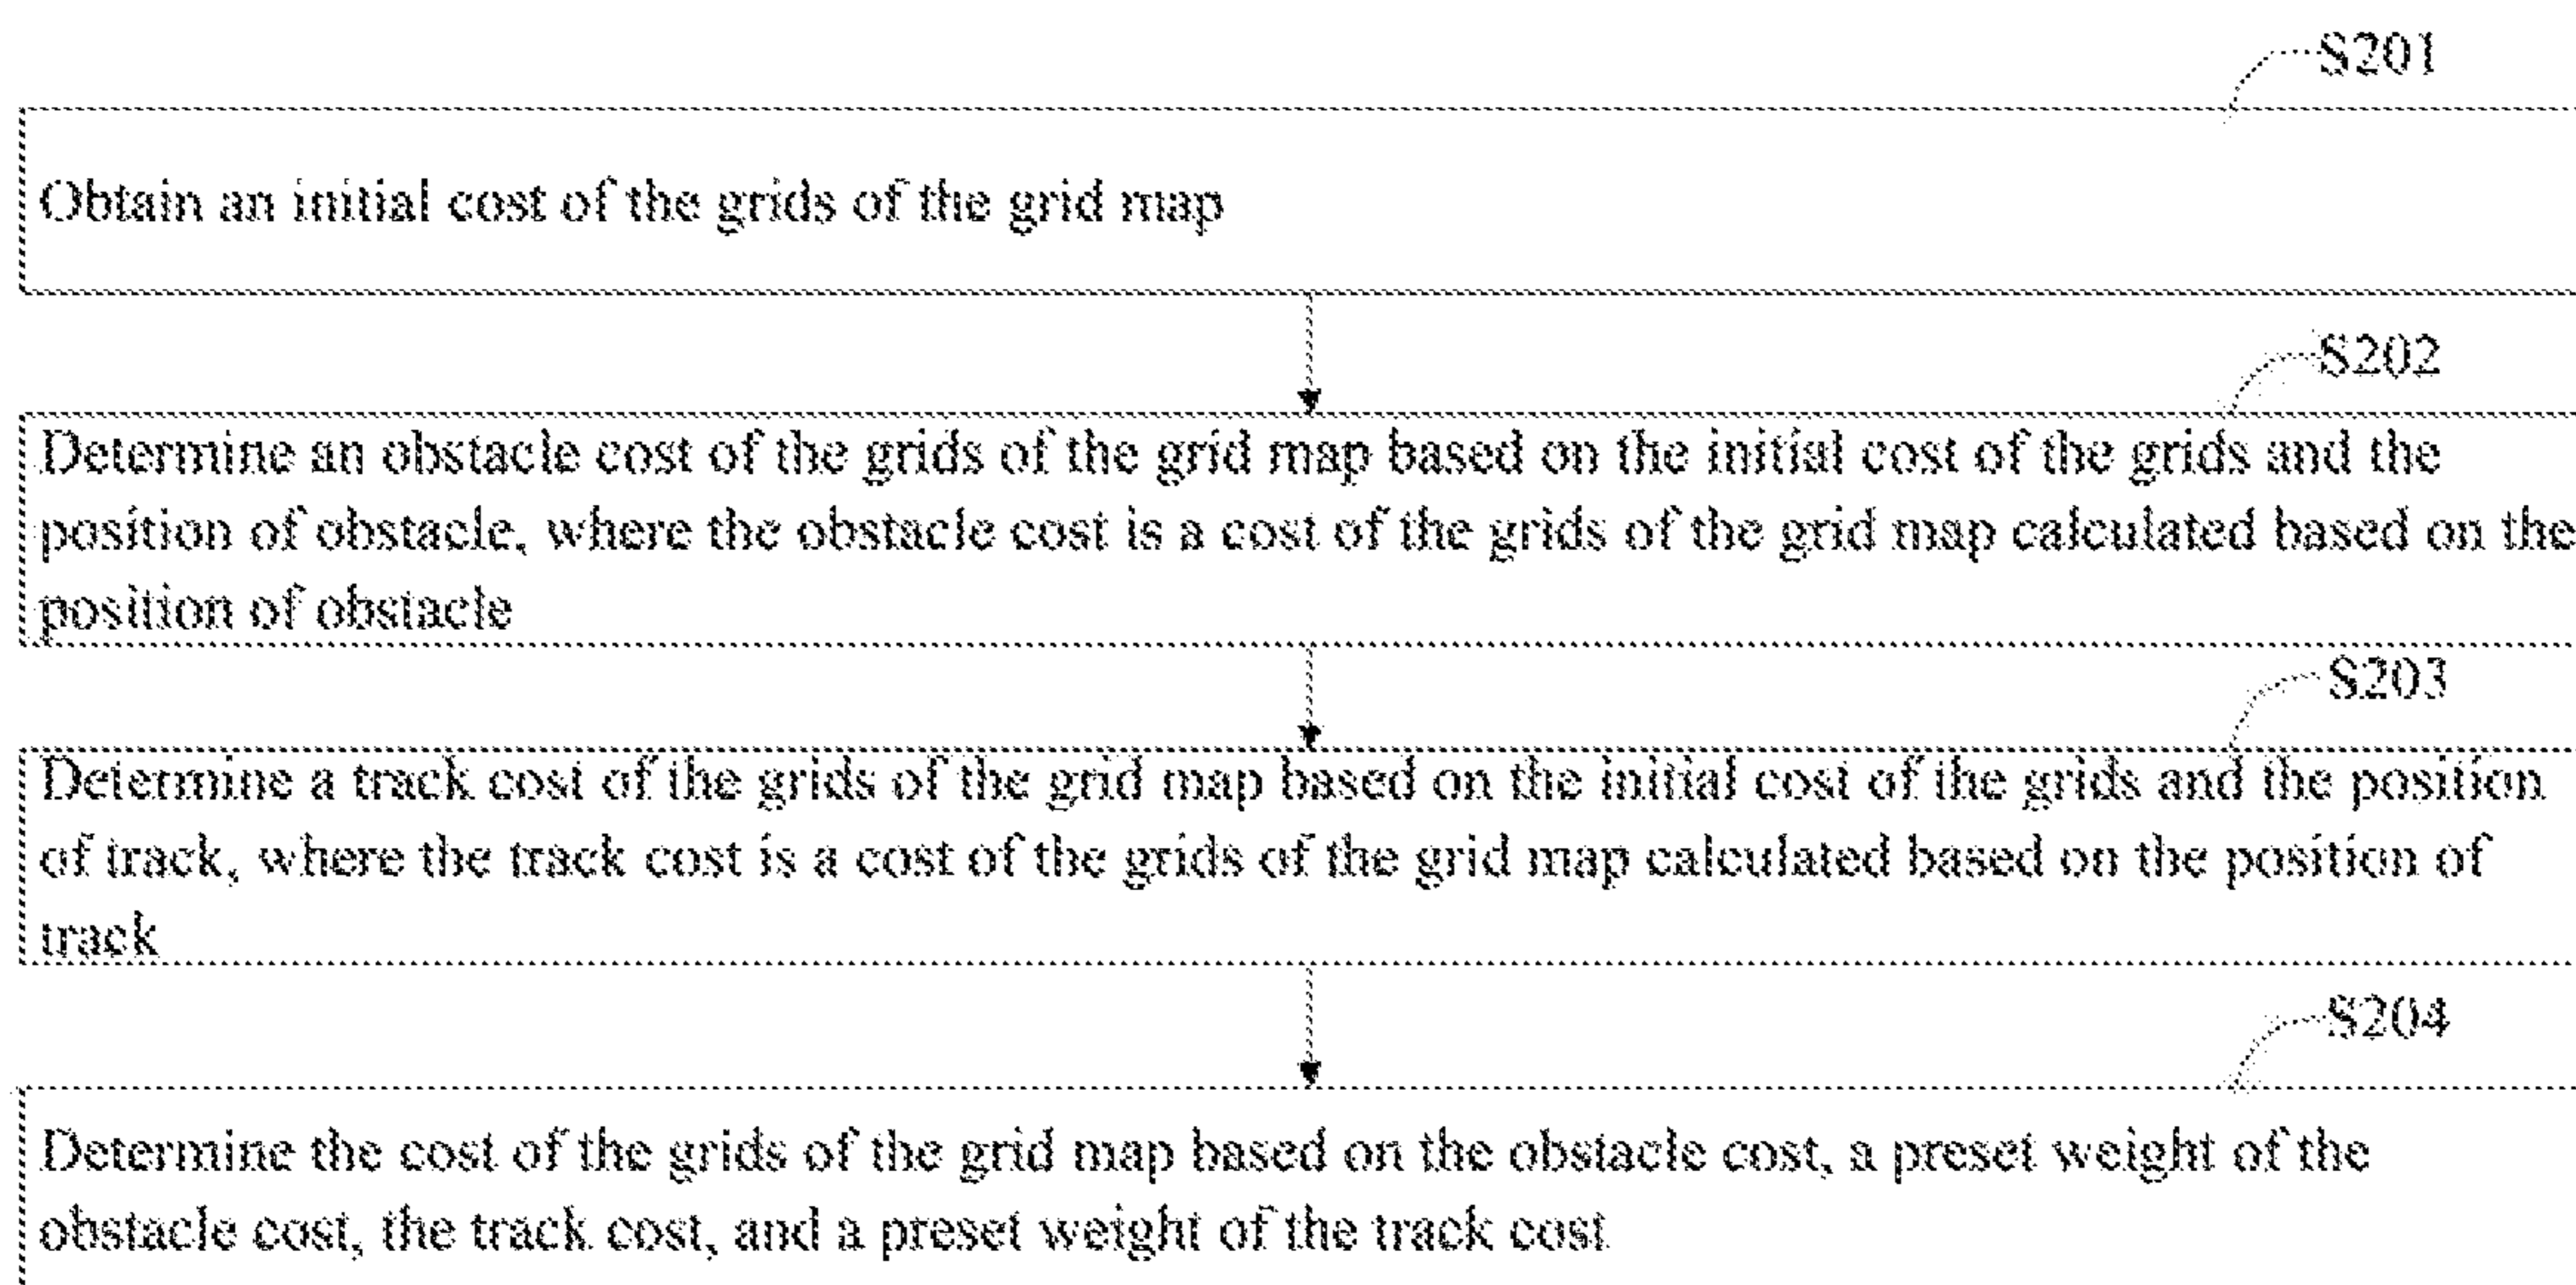 S201
Obtain an initial cost of the grids of the grid map
S202
Determine an obstacle cost of the grids of the grid map based on the initial cost of the grids and the
position of obstacle, where the obstacle cost is a cost of the grids of the grid map calculated based on the
position of obstacle
S203
Determine a track cost of the grids of the grid map based on the initial cost of the grids and the position
of track, where the track cost is a cost of the grids of the grid map calculated based on the position of
track
S204
Determine the cost of the grids of the grid map based on the obstacle cost, a preset weight of the
obstacle cost, the track cost, and a preset weight of the track cost